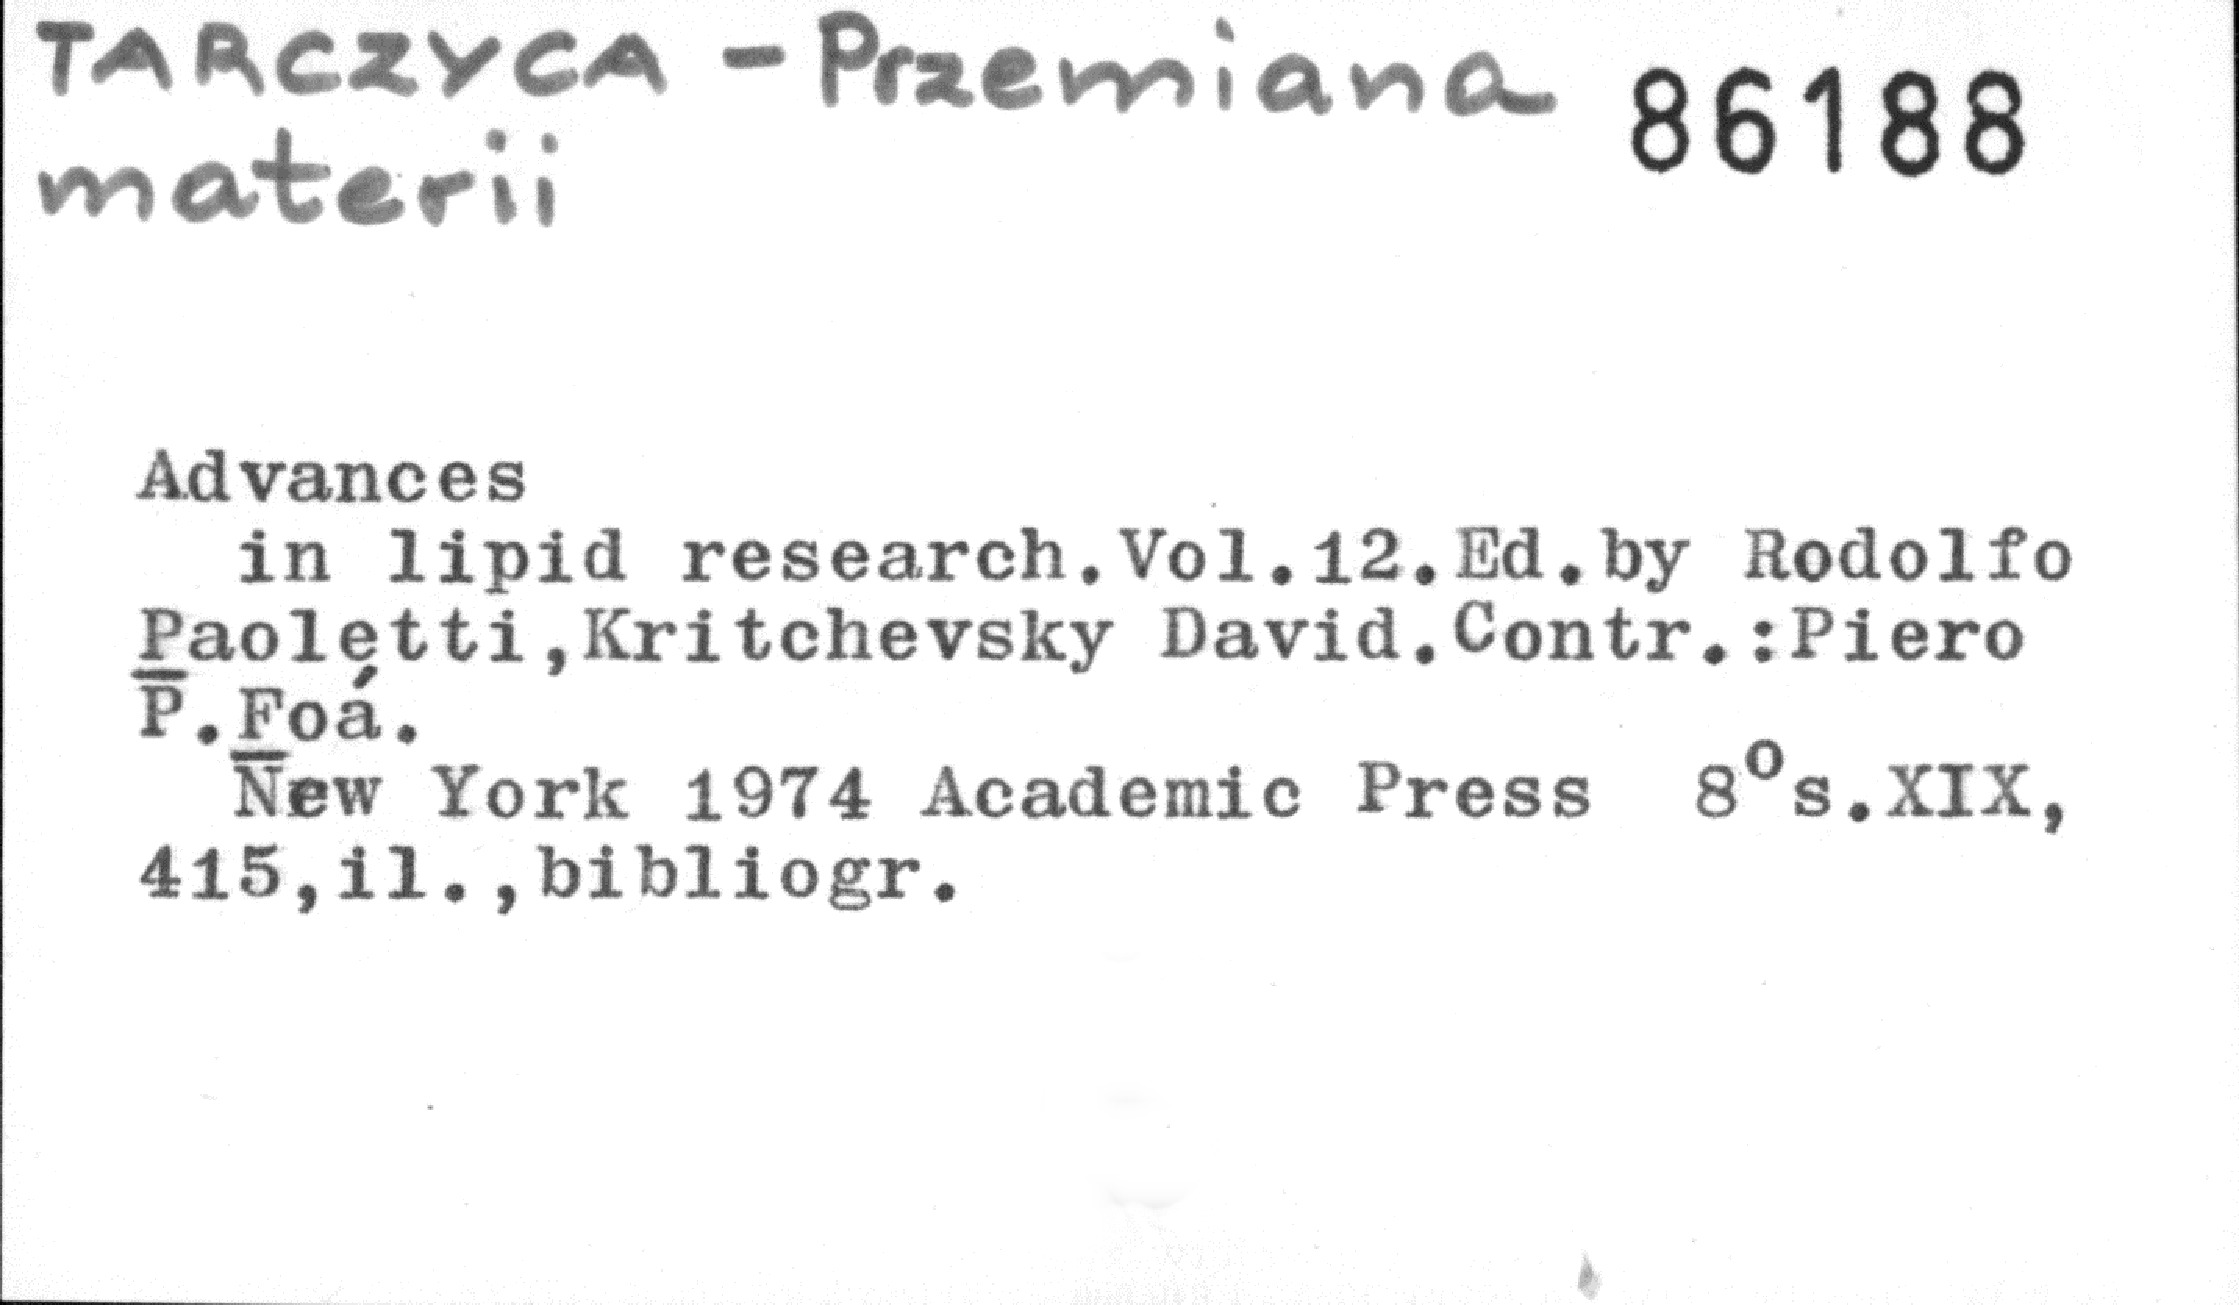 TARCZYCA - Przemiana 86188
materii
Advances
in lipid research.Vol.12.Ed.by Rodolfo
Paoletti,Kritchevsky David.Contr.:Piero
P.Foá.
New York 1974 Academic Press 8°s.XIX,
415,il.,bibliogr.